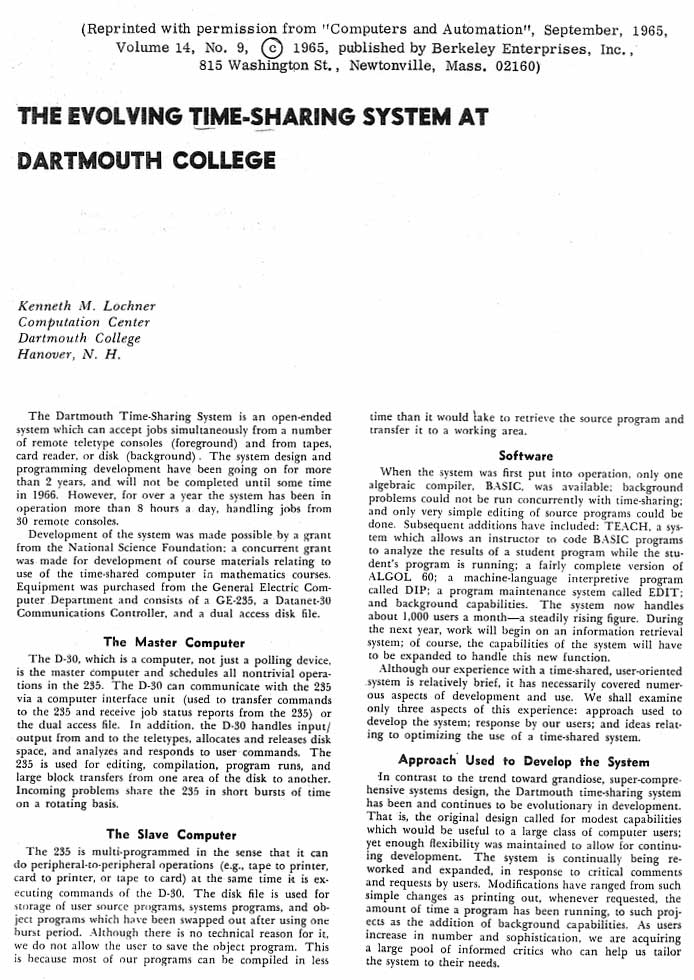 (Reprinted with permission from "Computers and Automation", September, 1965,
Volume 14, No. 9, © 1965, published by Berkeley Enterprises, Inc.,
815 Washington St., Newtonville, Mass. 02160)
THE EVOLVING TIME-SHARING SYSTEM AT
DARTMOUTH COLLEGE
Kenneth M. Lochner
Computation Center
Dartmouth College
Hanover, N. H.
The Dartmouth Time-Sharing System is an open-ended
system which can accept jobs simultaneously from a number
of remote teletype consoles (foreground) and from tapes,
card reader, or disk (background). The system design and
programming development have been going on for more
than 2 years, and will not be completed until some time
in 1966. However, for over a year the system has been in
operation more than 8 hours a day, handling jobs from
30 remote consoles.
Development of the system was made possible by a grant
from the National Science Foundation; a concurrent grant
was made for development of course materials relating to
use of the time-shared computer in mathematics courses.
Equipment was purchased from the General Electric Com-
puter Department and consists of a GE-235, a Datanet-30
Communications Controller, and a dual access disk file.
The Master Computer
The D-30, which is a computer, not just a polling device,
is the master computer and schedules all nontrivial opera-
tions in the 235. The D-30 can communicate with the 235
via a computer interface unit (used to transfer commands
to the 235 and receive job status reports from the 235) or
the dual access file. In addition, the D-30 handles input/
output from and to the teletypes, allocates and releases disk
space, and analyzes and responds to user commands. The
235 is used for editing, compilation, program runs, and
large block transfers from one area of the disk to another.
Incoming problems share the 235 in short bursts of time
on a rotating basis.
The Slave Computer
The 235 is multi-programmed in the sense that it can
do peripheral-to-peripheral operations (e.g., tape to printer,
card to printer, or tape to card) at the same time it is ex-
ecuting commands of the D-30. The disk file is used for
storage of user source programs, systems programs, and ob-
ject programs which have been swapped out after using one
burst period. Although there is no technical reason for it,
we do not allow the user to save the object program. This
is because most of our programs can be compiled in less
time than it would take to retrieve the source program and
transfer it to a working area.
Software
When the system was first put into operation, only one
algebraic compiler, BASIC, was available; background
problems could not be run concurrently with time-sharing;
and only very simple editing of source programs could be
done. Subsequent additions have included: TEACH, a sys-
tem which allows an instructor to code BASIC programs
to analyze the results of a student program while the stu-
dent's program is running; a fairly complete version of
ALGOL 60; a machine-language interpretive program
called DIP; a program maintenance system called EDIT;
and background capabilities. The system now handles
about 1,000 users a month—a steadily rising figure. During
the next year, work will begin on an information retrieval
system; of course, the capabilities of the system will have
to be expanded to handle this new function.
Although our experience with a time-shared, user-oriented
system is relatively brief, it has necessarily covered numer-
ous aspects of development and use. We shall examine
only three aspects of this experience: approach used to
develop the system; response by our users; and ideas relat-
ing to optimizing the use of a time-shared system.
Approach Used to Develop the System
In contrast to the trend toward grandiose, super-compre-
hensive systems design, the Dartmouth time-sharing system
has been and continues to be evolutionary in development.
That is, the original design called for modest capabilities
which would be useful to a large class of computer users;
yet enough flexibility was maintained to allow for continu-
ing development. The system is continually being re-
worked and expanded, in response to critical comments
and requests by users. Modifications have ranged from such
simple changes as printing out, whenever requested, the
amount of time a program has been running, to such proj-
ects as the addition of background capabilities. As users
increase in number and sophistication, we are acquiring
a large pool of informed critics who can help us tailor
the system to their needs.